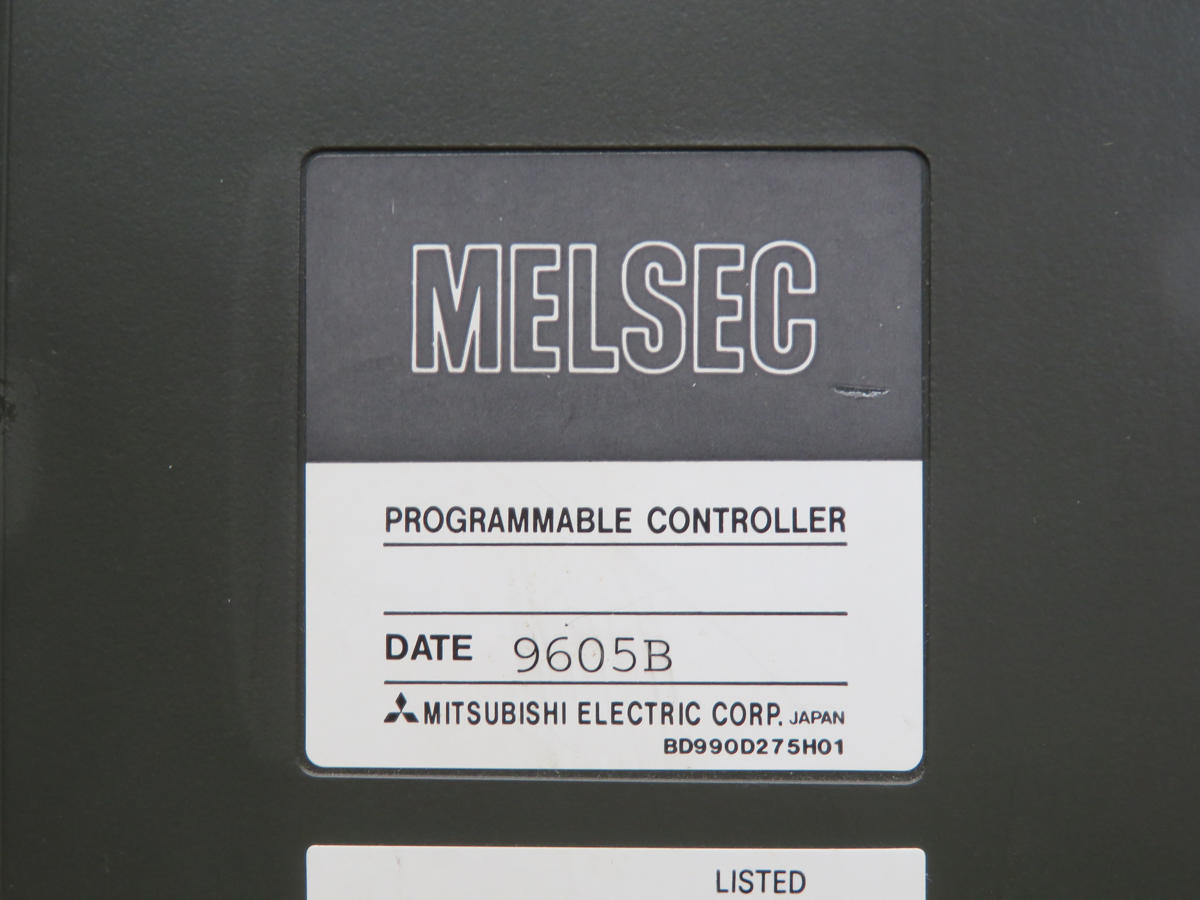 MELSEC
PROGRAMMABLE CONTROLLER
DATE 9605B
MITSUBISHI ELECTRIC CORP. JAPAN
BD990D275H01
LISTED